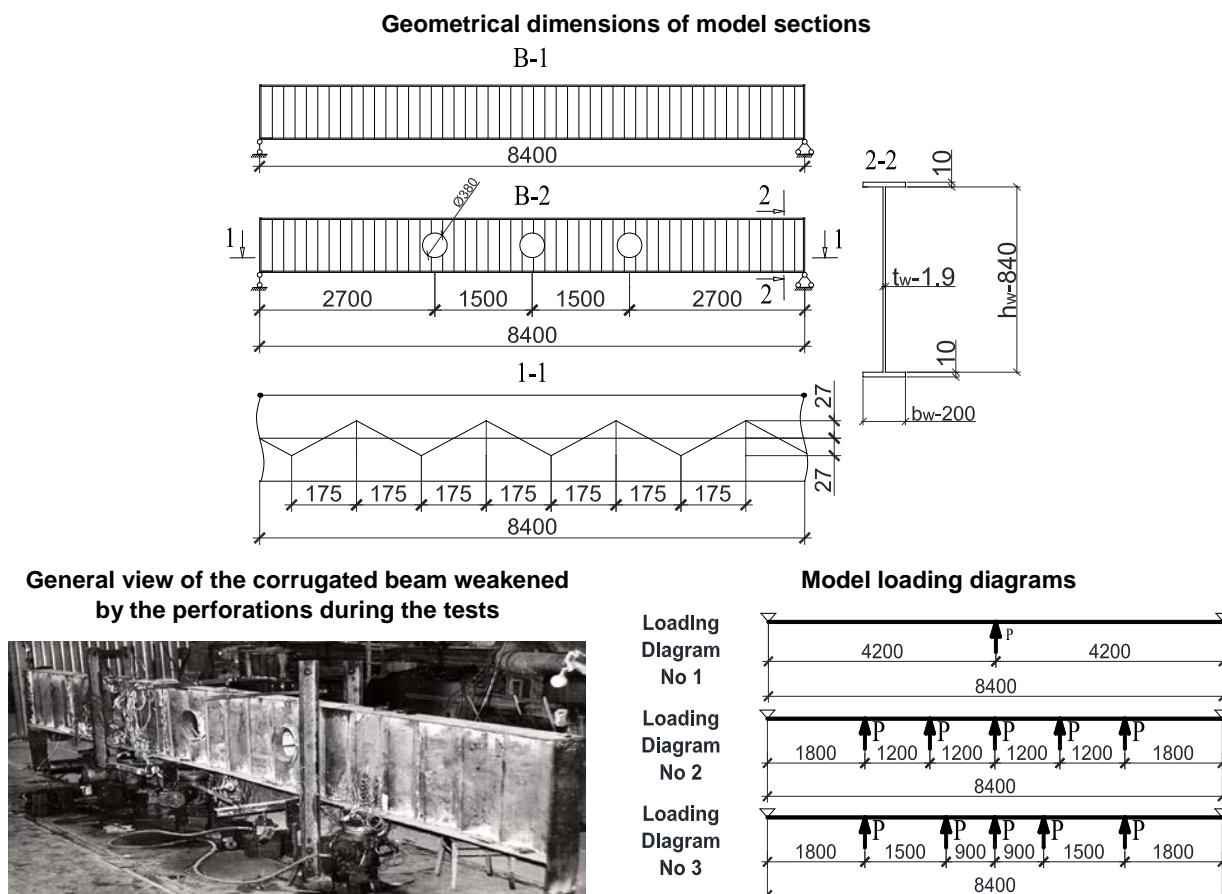 Geometrical dimensions of model sections
B-1
8400
2-2
10
hw-840
tw-1.9
10
bw-200
B-2
Ø380
2
1
1
2
2700 1500 1500 2700
8400
1-1
27
27
175 175 175 175 175 175 175
8400
General view of the corrugated beam weakened
by the perforations during the tests
Model loading diagrams
Loading
DIagram
No 1
P
4200 4200
8400
Loading
Diagram
No 2
P P P P P
1800 1200 1200 1200 1200 1800
8400
Loading
DIagram
No 3
P P P P P
1800 1500 900 900 1500 1800
8400